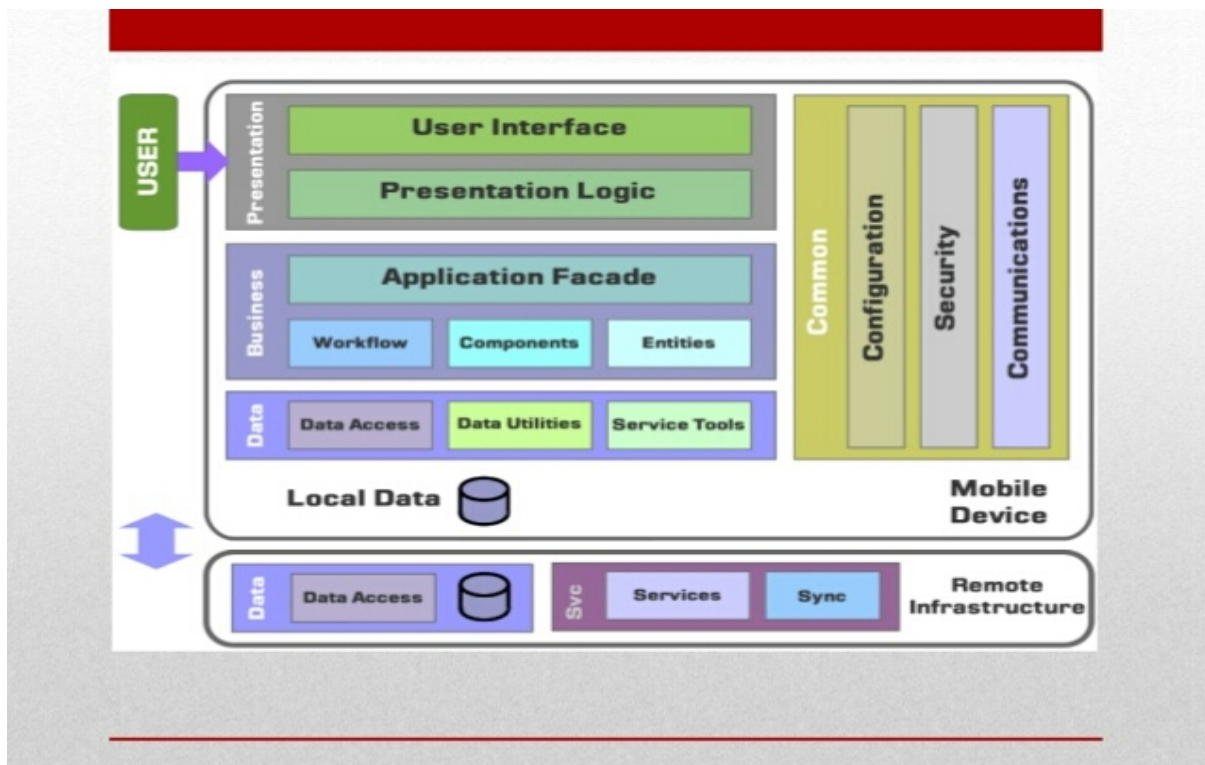 USER
Presentation
User Interface
Presentation Logic
Business
Application Facade
Workflow
Components
Entities
Data
Data Access
Data Utilities
Service Tools
Common
Configuration
Security
Communications
Local Data
Mobile
Device
Data
Data Access
Svc
Services
Sync
Remote
Infrastructure